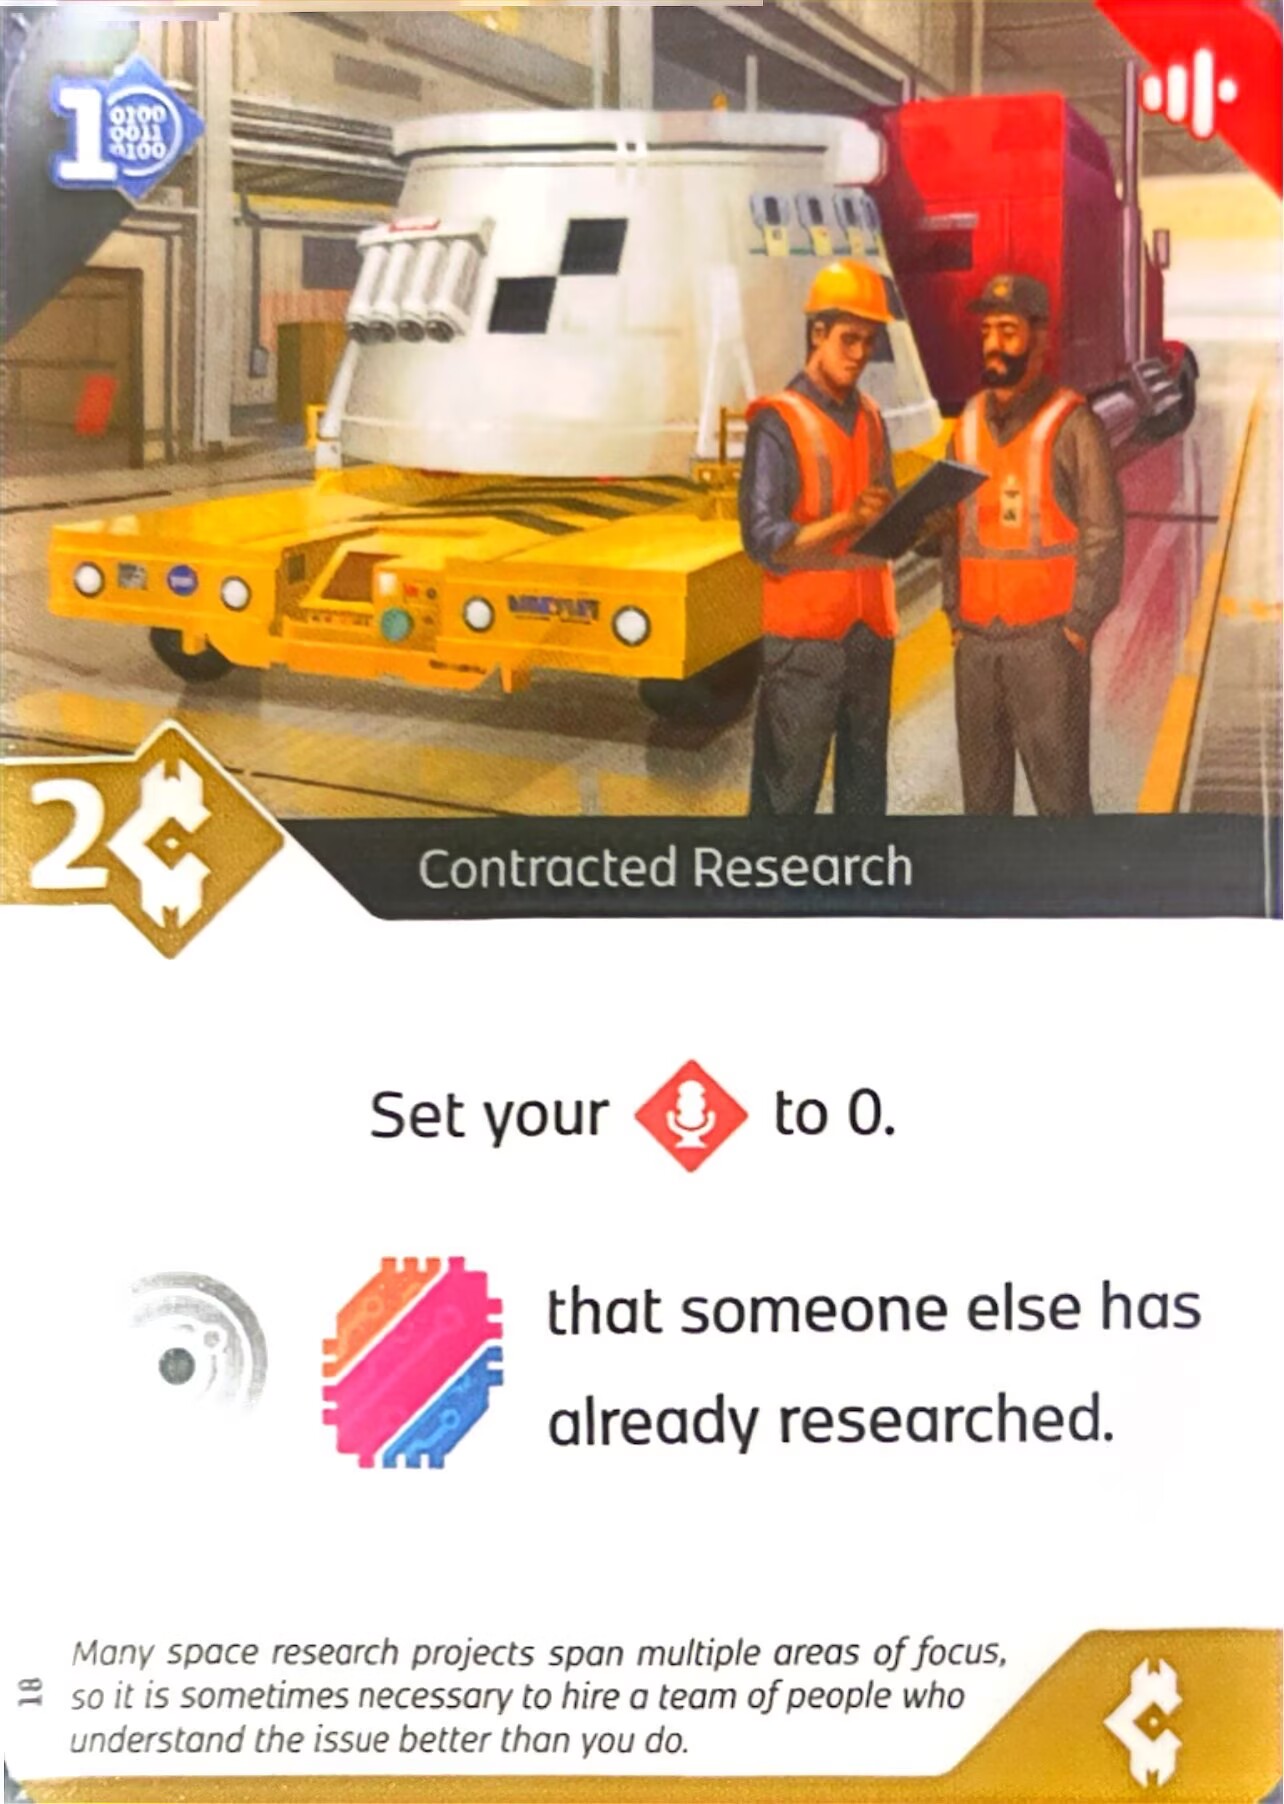 1
0100
0011
0100
2
Contracted Research
Set your to 0.
that someone else has
already researched.
Many space research projects span multiple areas of focus,
so it is sometimes necessary to hire a team of people who
understand the issue better than you do.
18